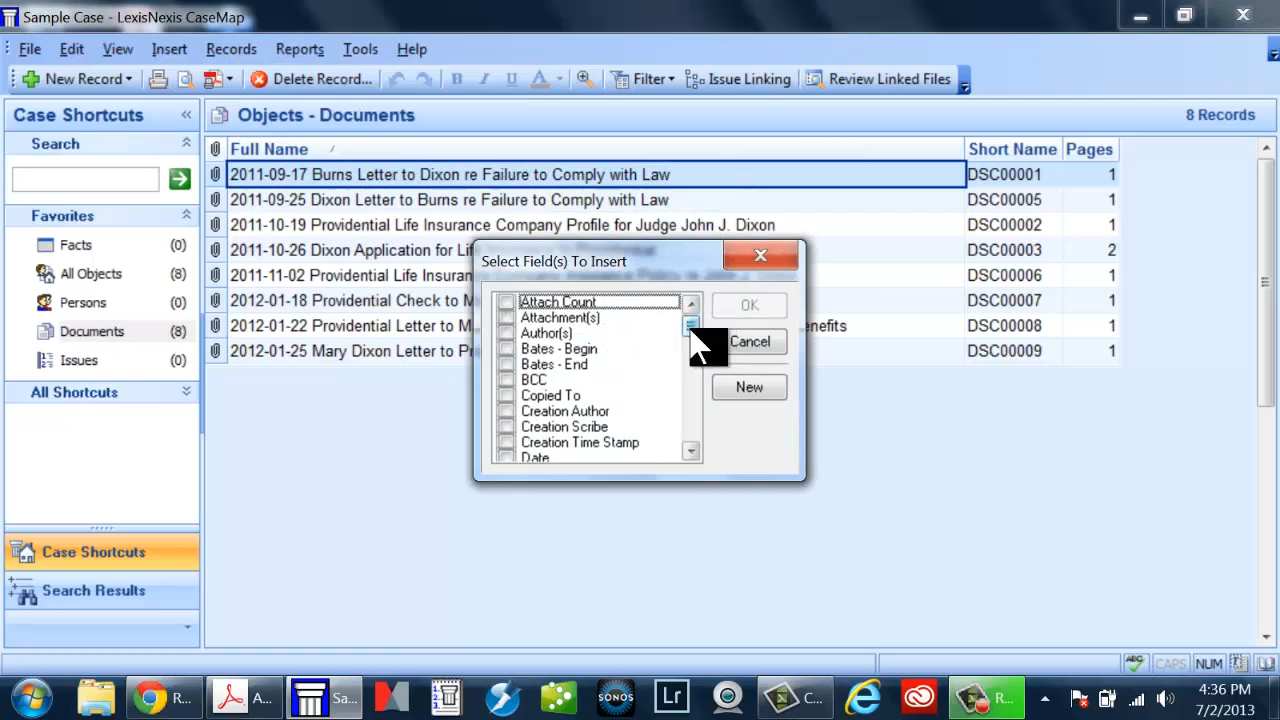 Sample Case - LexisNexis CaseMap
File Edit View Insert Records Reports Tools Help
New Record Delete Record... B I U A Filter Issue Linking Review Linked Files
Case Shortcuts
Objects - Documents 8 Records
Search
Full Name Short Name Pages
2011-09-17 Burns Letter to Dixon re Failure to Comply with Law DSC00001 1
2011-09-25 Dixon Letter to Burns re Failure to Comply with Law DSC00005 1
2011-10-19 Providential Life Insurance Company Profile for Judge John J. Dixon DSC00002 1
2011-10-26 Dixon Application for Life Insurance to Providential DSC00003 2
2011-11-02 Providential Life Insuran DSC00006 1
2012-01-18 Providential Check to M DSC00007 1
2012-01-22 Providential Letter to M enefits DSC00008 1
2012-01-25 Mary Dixon Letter to Pr DSC00009 1
Favorites
Facts (0)
All Objects (8)
Persons (0)
Documents (8)
Issues (0)
All Shortcuts
Select Field(s) To Insert
Attach Count
Attachment(s)
Author(s)
Bates - Begin
Bates - End
BCC
Copied To
Creation Author
Creation Scribe
Creation Time Stamp
Date
OK
Cancel
New
Case Shortcuts
Search Results
CAPS NUM
R... A... Sa... SONOS Lr C... R...
4:36 PM
7/2/2013